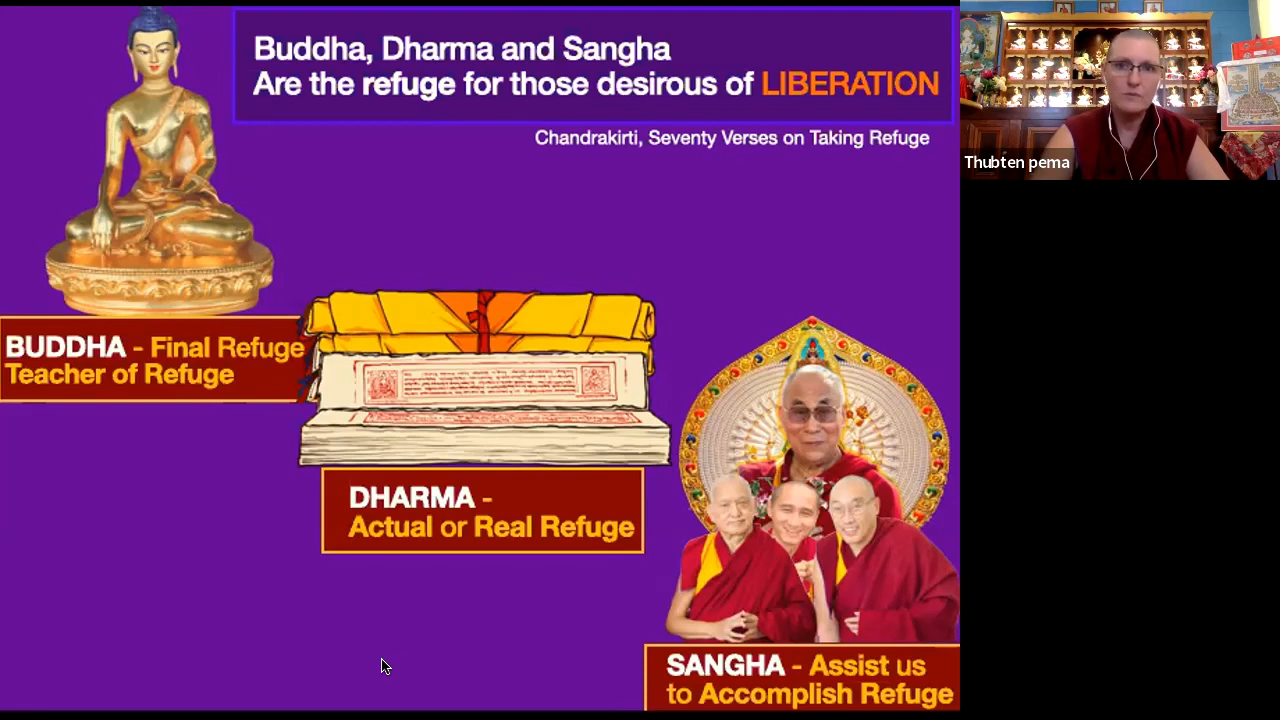 Buddha, Dharma and Sangha
Are the refuge for those desirous of LIBERATION
Chandrakirti, Seventy Verses on Taking Refuge
Thubten pema
BUDDHA - Final Refuge
Teacher of Refuge
DHARMA -
Actual or Real Refuge
SANGHA - Assist us
to Accomplish Refuge